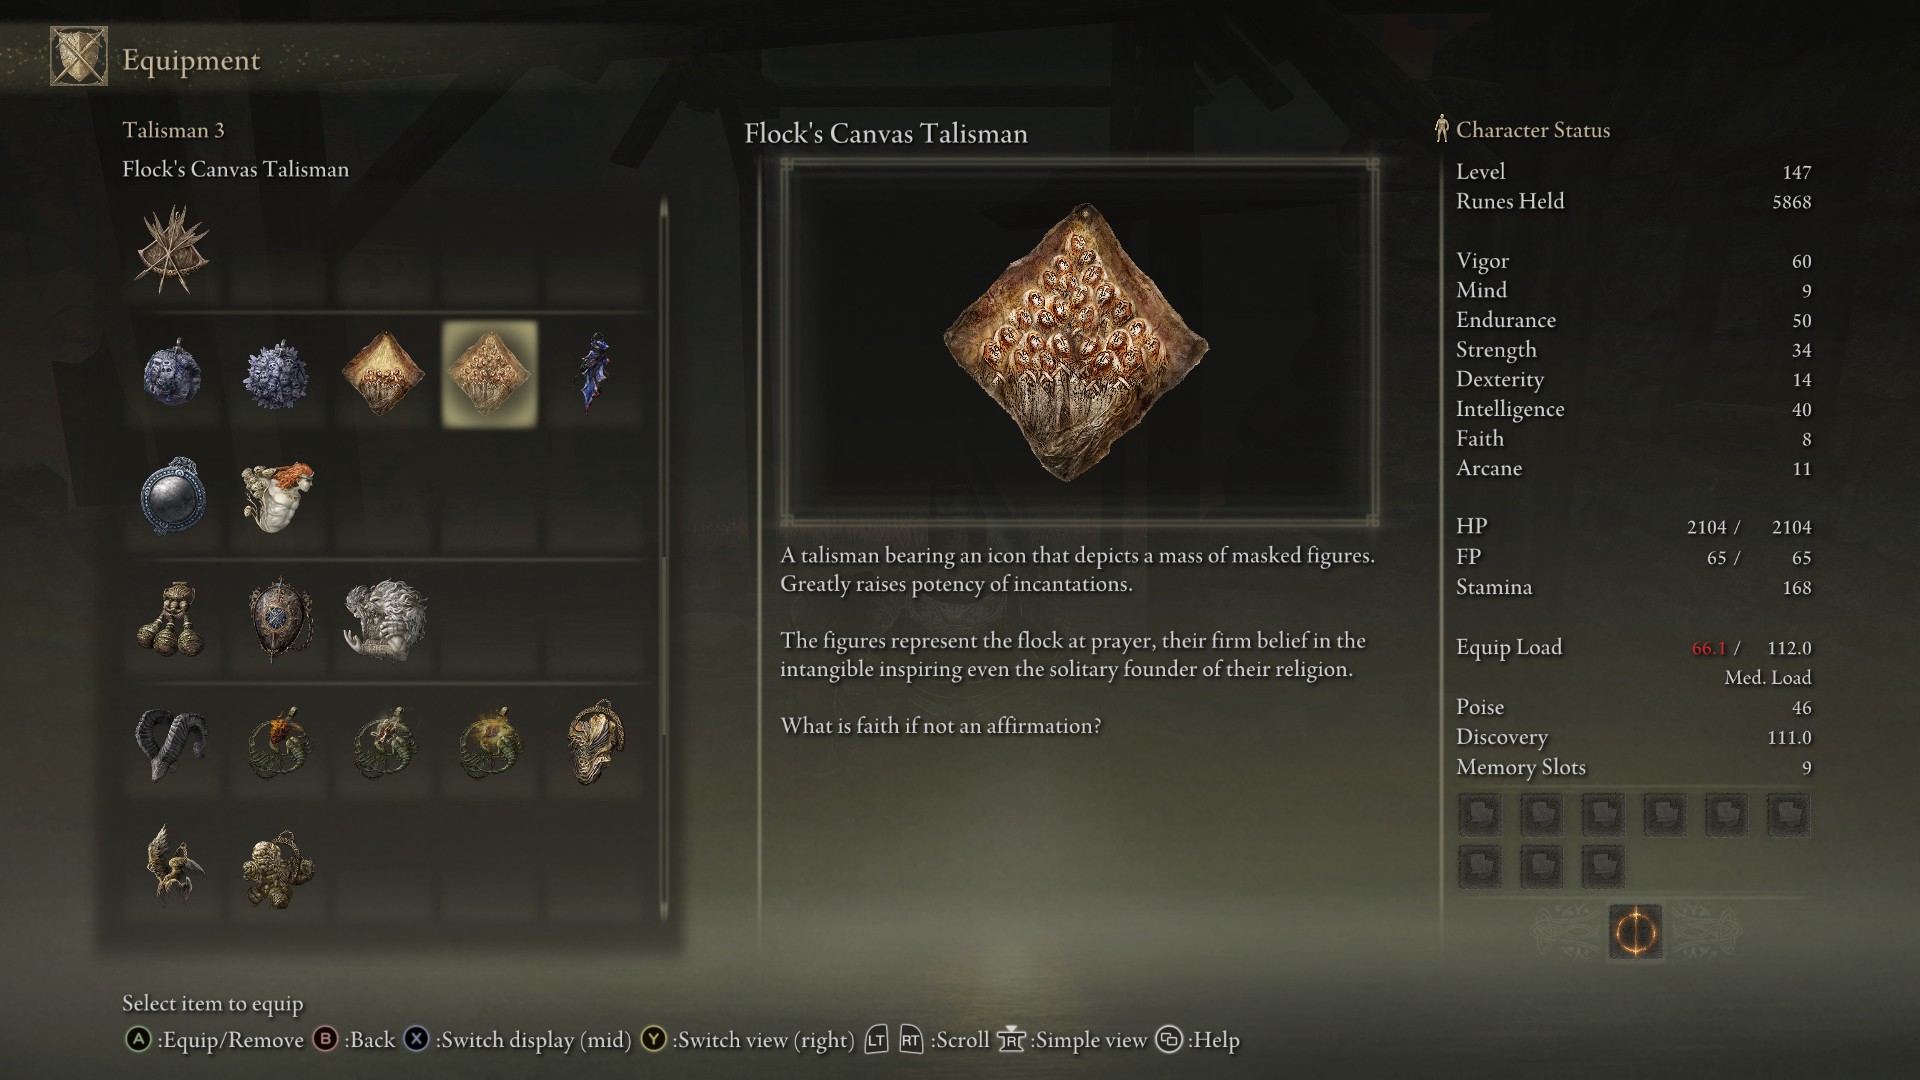 Equipment
Talisman 3
Flock's Canvas Talisman
Flock's Canvas Talisman
A talisman bearing an icon that depicts a mass of masked figures.
Greatly raises potency of incantations.
The figures represent the flock at prayer, their firm belief in the
intangible inspiring even the solitary founder of their religion.
What is faith if not an affirmation?
Character Status
Level 147
Runes Held 5868
Vigor 60
Mind 9
Endurance 50
Strength 34
Dexterity 14
Intelligence 40
Faith 8
Arcane 11
HP 2104 / 2104
FP 65 / 65
Stamina 168
Equip Load 66.1 / 112.0
Med. Load
Poise 46
Discovery 111.0
Memory Slots 9
Select item to equip
A :Equip/Remove B :Back X :Switch display (mid) Y :Switch view (right) LT RT :Scroll R :Simple view :Help